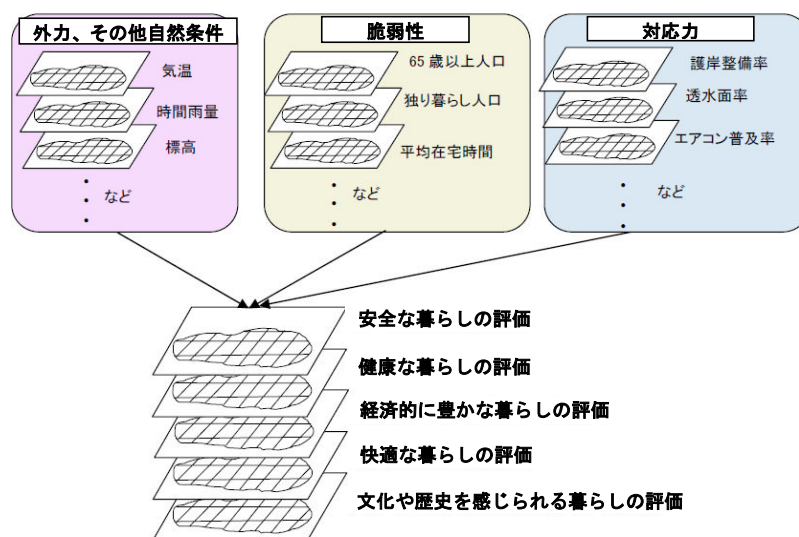 外力、その他自然条件
気温
時間雨量
標高
など
脆弱性
65歳以上人口
独り暮らし人口
平均在宅時間
など
対応力
護岸整備率
透水面率
エアコン普及率
など
安全な暮らしの評価
健康な暮らしの評価
経済的に豊かな暮らしの評価
快適な暮らしの評価
文化や歴史を感じられる暮らしの評価